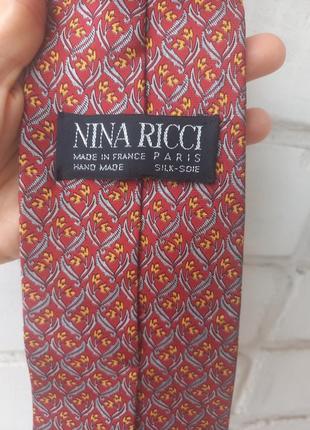 NINA RICCI
MADE IN FRANCE PARIS
HAND MADE SILK-SOIE